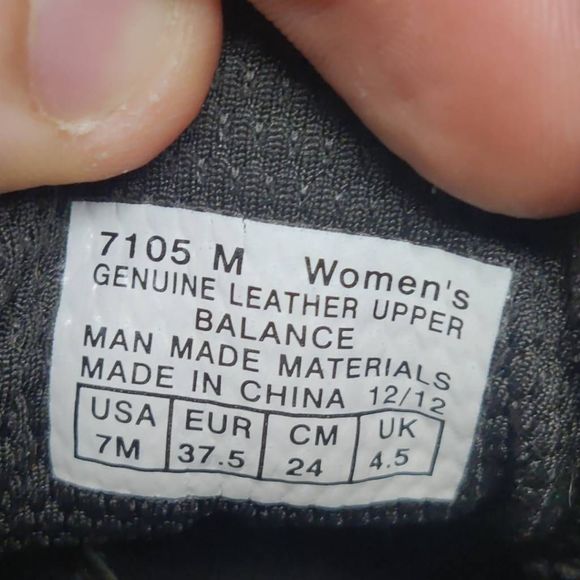 7105 M Women's
GENUINE LEATHER UPPER
BALANCE
MAN MADE MATERIALS
MADE IN CHINA 12/12
USA EUR CM UK
7M 37.5 24 4.5